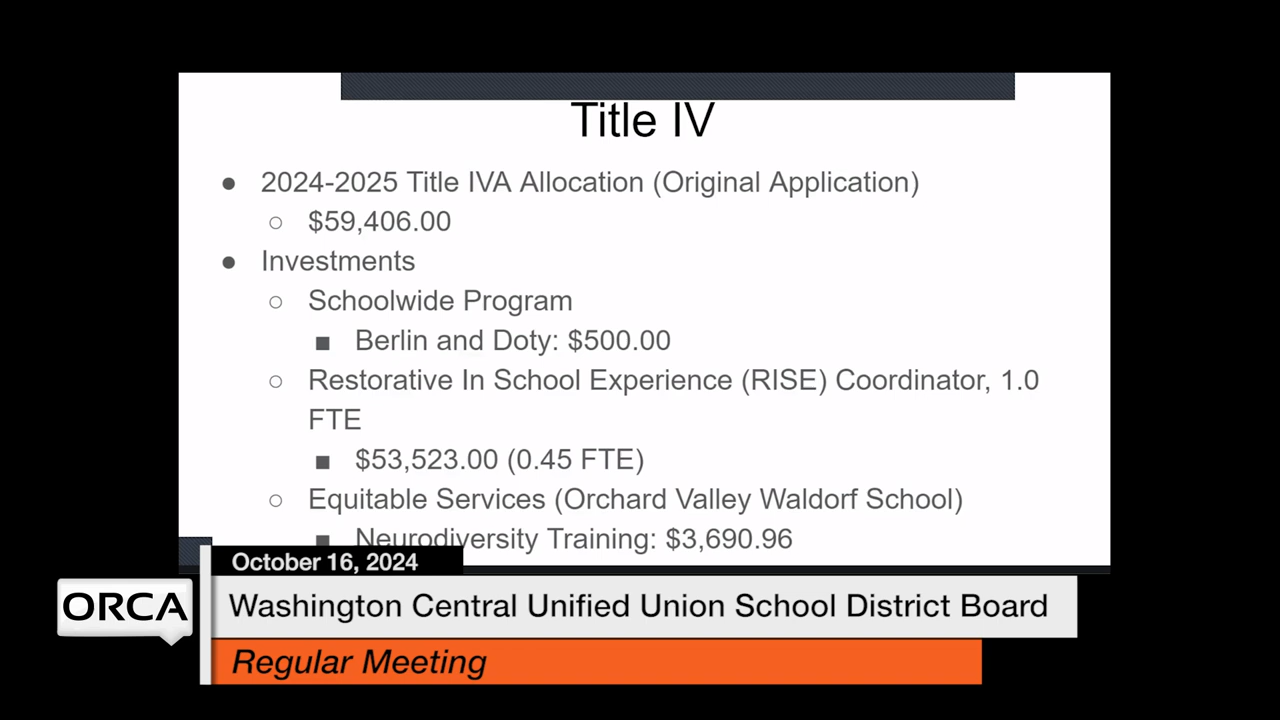 Title IV
● 2024-2025 Title IVA Allocation (Original Application)
○ $59,406.00
● Investments
○ Schoolwide Program
■ Berlin and Doty: $500.00
○ Restorative In School Experience (RISE) Coordinator, 1.0
FTE
■ $53,523.00 (0.45 FTE)
○ Equitable Services (Orchard Valley Waldorf School)
■ Neurodiversity Training: $3,690.96
October 16, 2024
ORCA
Washington Central Unified Union School District Board
Regular Meeting